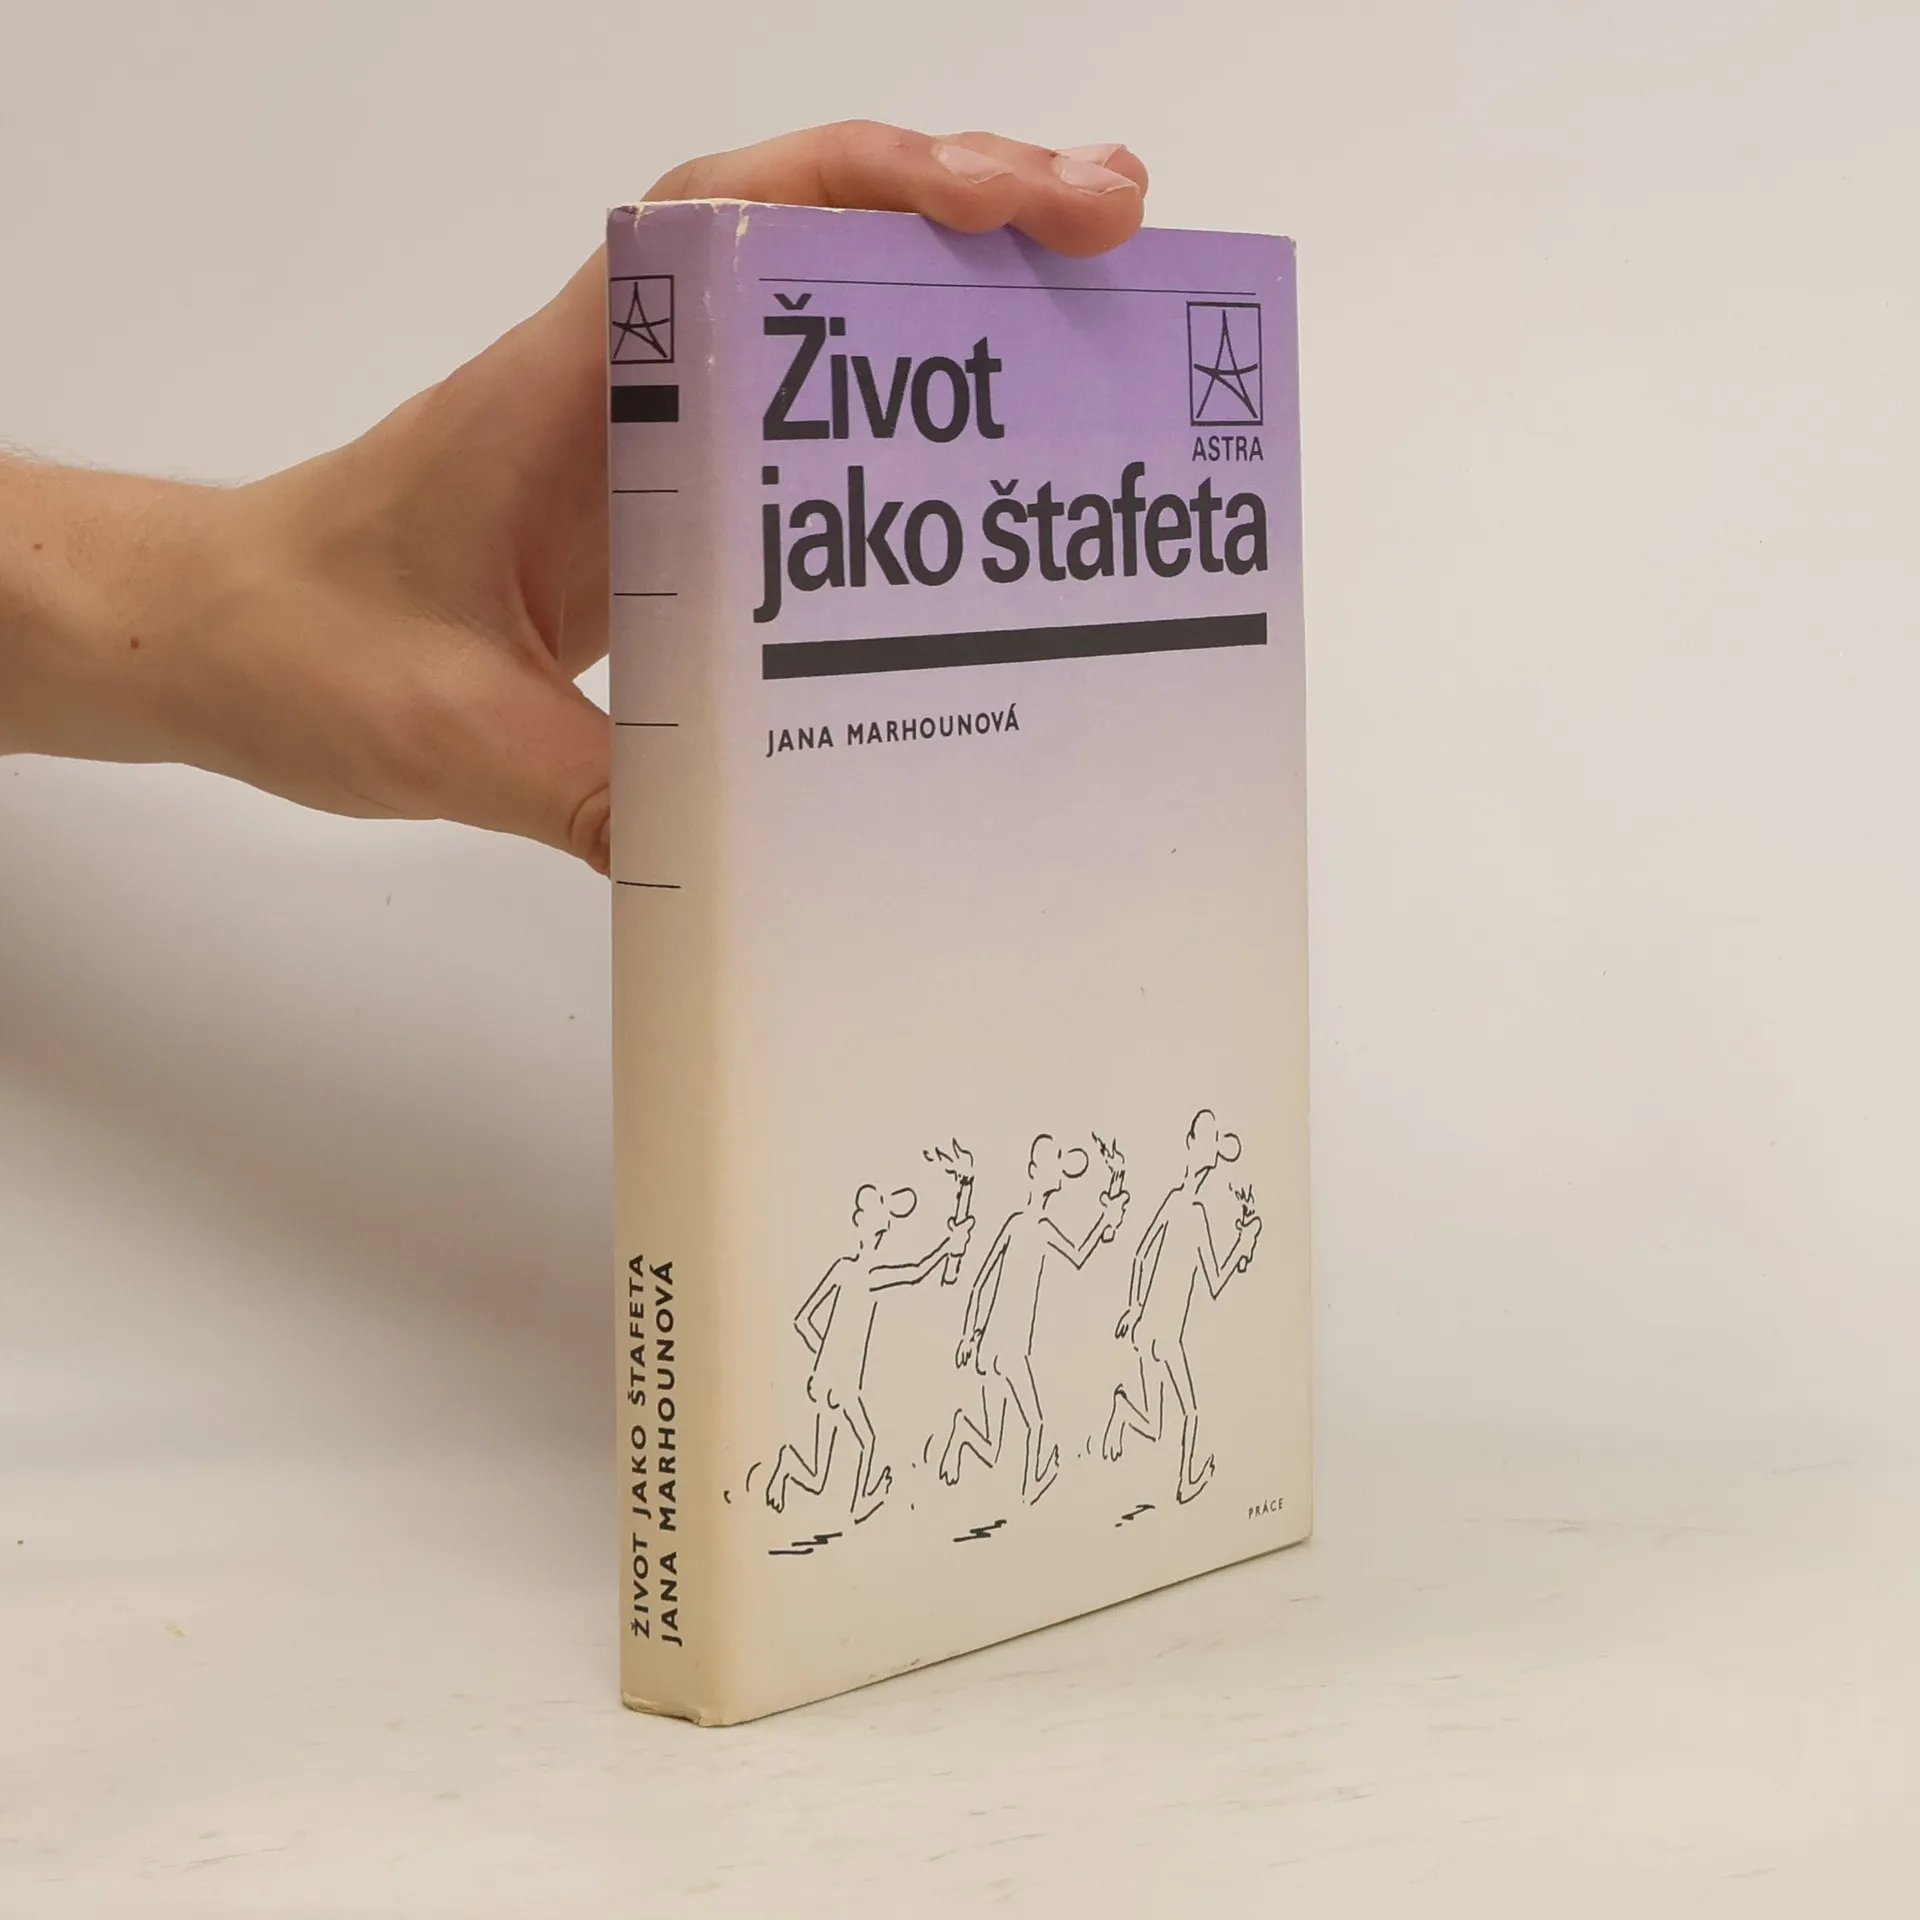 Život
jako štafeta
ASTRA
JANA MARHOUNOVÁ
PRÁCE
ŽIVOT JAKO ŠTAFETA
JANA MARHOUNOVÁ